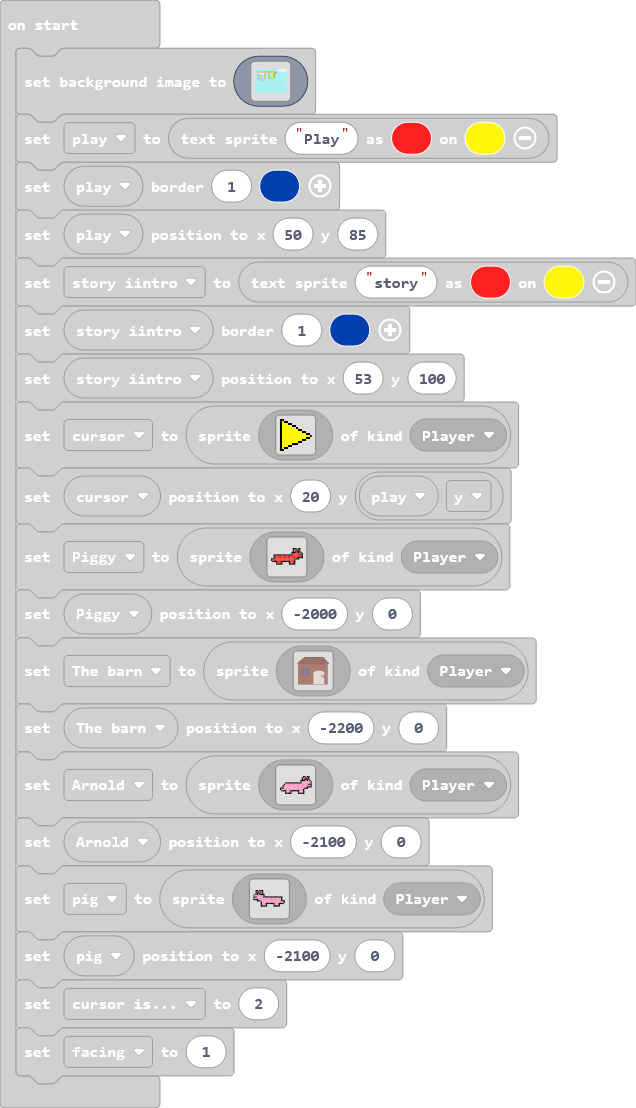 on start
set background image to
set play to text sprite "Play" as on
set play border 1
set play position to x 50 y 85
set story iintro to text sprite "story" as on
set story iintro border 1
set story iintro position to x 53 y 100
set cursor to sprite of kind Player
set cursor position to x 20 y play y
set Piggy to sprite of kind Player
set Piggy position to x -2000 y 0
set The barn to sprite of kind Player
set The barn position to x -2200 y 0
set Arnold to sprite of kind Player
set Arnold position to x -2100 y 0
set pig to sprite of kind Player
set pig position to x -2100 y 0
set cursor is... to 2
set facing to 1